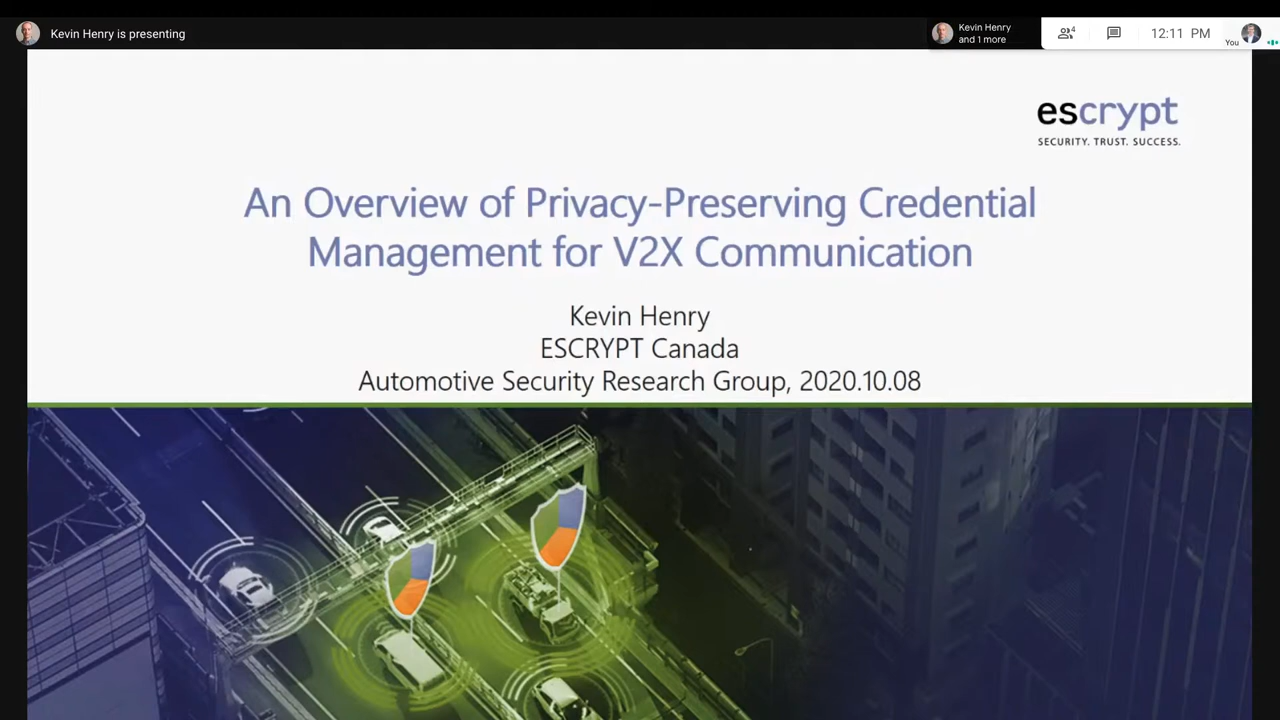 Kevin Henry is presenting
Kevin Henry
and 1 more
4
12:11 PM
You
escrypt
SECURITY. TRUST. SUCCESS.
An Overview of Privacy-Preserving Credential
Management for V2X Communication
Kevin Henry
ESCRYPT Canada
Automotive Security Research Group, 2020.10.08